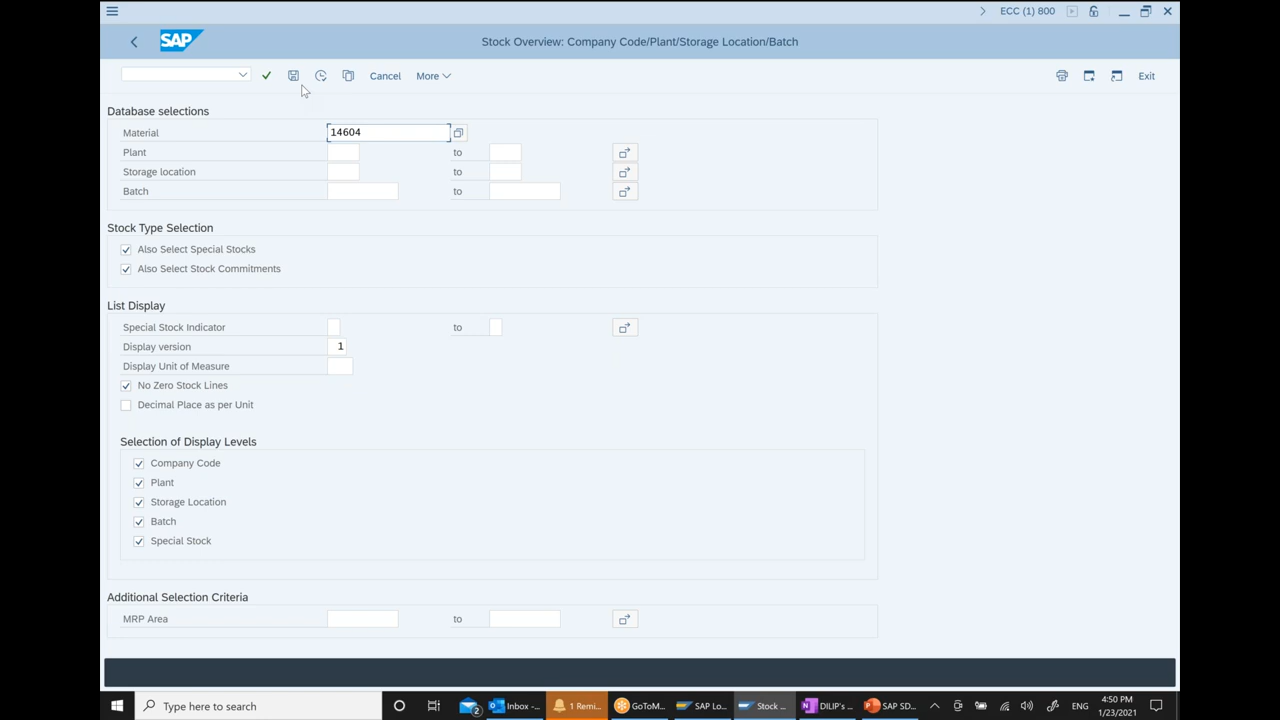 ECC (1) 800
SAP
Stock Overview: Company Code/Plant/Storage Location/Batch
Cancel
More
Exit
Database selections
Material
14604
Plant
to
Storage location
to
Batch
to
Stock Type Selection
Also Select Special Stocks
Also Select Stock Commitments
List Display
Special Stock Indicator
to
Display version
1
Display Unit of Measure
No Zero Stock Lines
Decimal Place as per Unit
Selection of Display Levels
Company Code
Plant
Storage Location
Batch
Special Stock
Additional Selection Criteria
MRP Area
to
Type here to search
2
Inbox -...
1 Remi...
GoToM...
SAP Lo...
Stock ...
DILIP's ...
SAP SD...
ENG
4:50 PM
1/23/2021